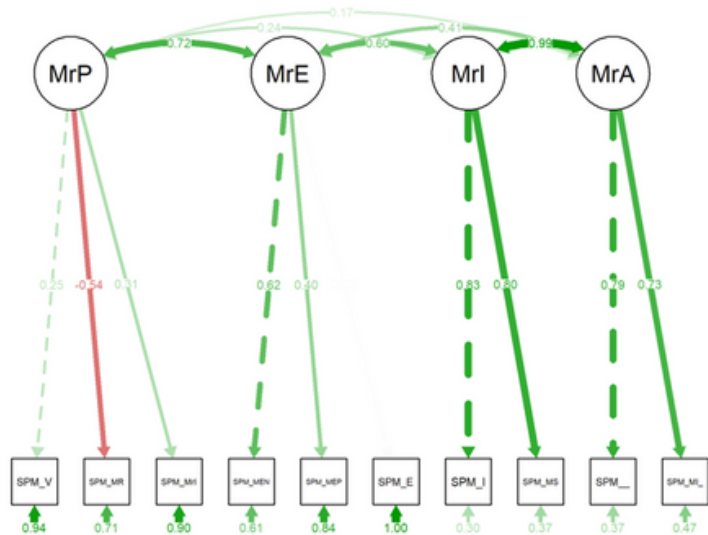 0.17
0.24 0.41
0.72 0.60 0.99
MrP MrE MrI MrA
0.25 -0.54 0.31 0.62 0.40 0.83 0.80 0.79 0.73
SPM_V SPM_MR SPM_MrI SPM_MEN SPM_MEP SPM_E SPM_I SPM_MS SPM__ SPM_MI_
0.94 0.71 0.90 0.61 0.84 1.00 0.30 0.37 0.37 0.47